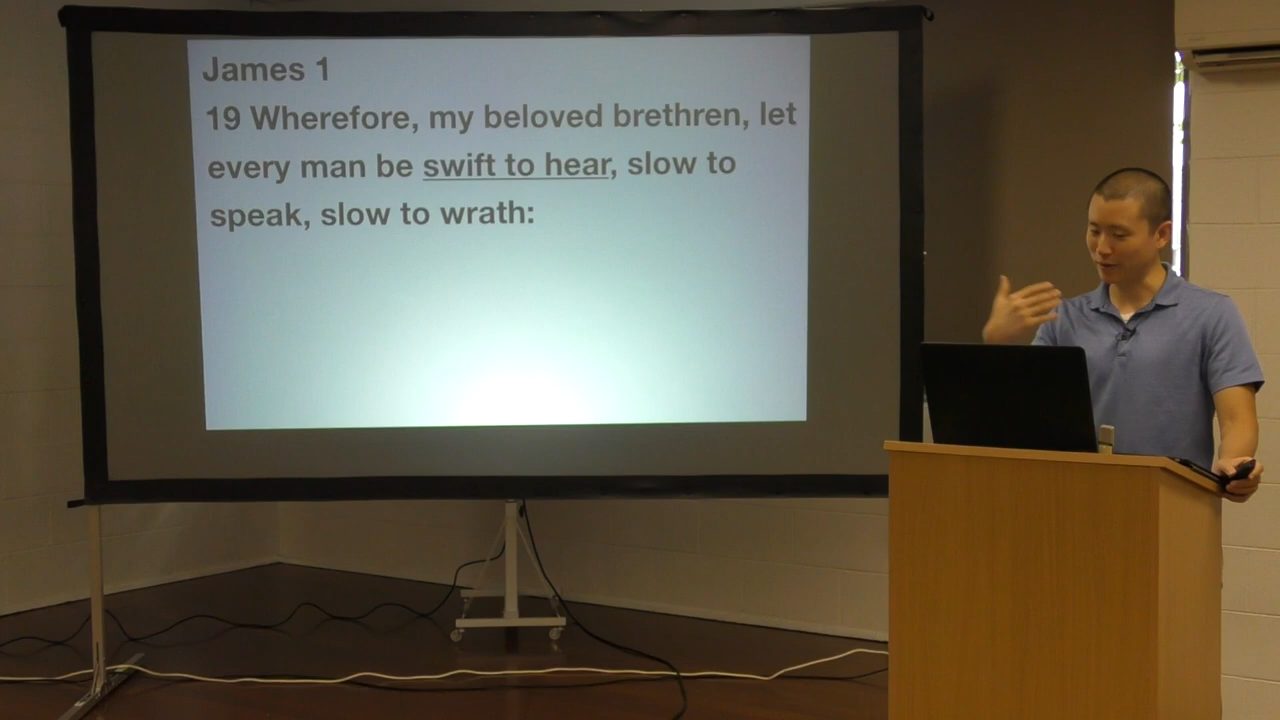 James 1
19 Wherefore, my beloved brethren, let
every man be swift to hear, slow to
speak, slow to wrath: